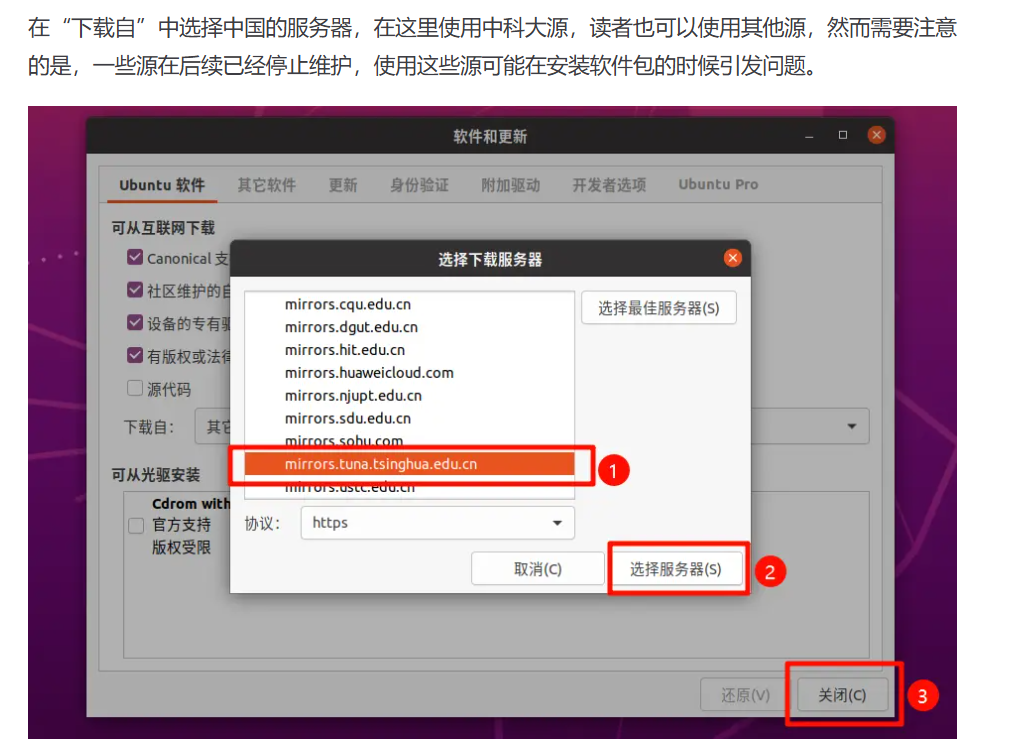 在“下载自”中选择中国的服务器，在这里使用中科大源，读者也可以使用其他源，然而需要注意
的是，一些源在后续已经停止维护，使用这些源可能在安装软件包的时候引发问题。
软件和更新
Ubuntu 软件 其它软件 更新 身份验证 附加驱动 开发者选项 Ubuntu Pro
可从互联网下载
选择下载服务器
Canonical 支
社区维护的自
设备的专有驱
有版权或法律
源代码
下载自： 其它
mirrors.cqu.edu.cn
mirrors.dgut.edu.cn
mirrors.hit.edu.cn
mirrors.huaweicloud.com
mirrors.njupt.edu.cn
mirrors.sdu.edu.cn
mirrors.sohu.com
mirrors.tuna.tsinghua.edu.cn
mirrors.ustc.edu.cn
选择最佳服务器(S)
1
可从光驱安装
Cdrom with
官方支持
版权受限
协议： https
取消(C) 选择服务器(S)
2
还原(V) 关闭(C)
3